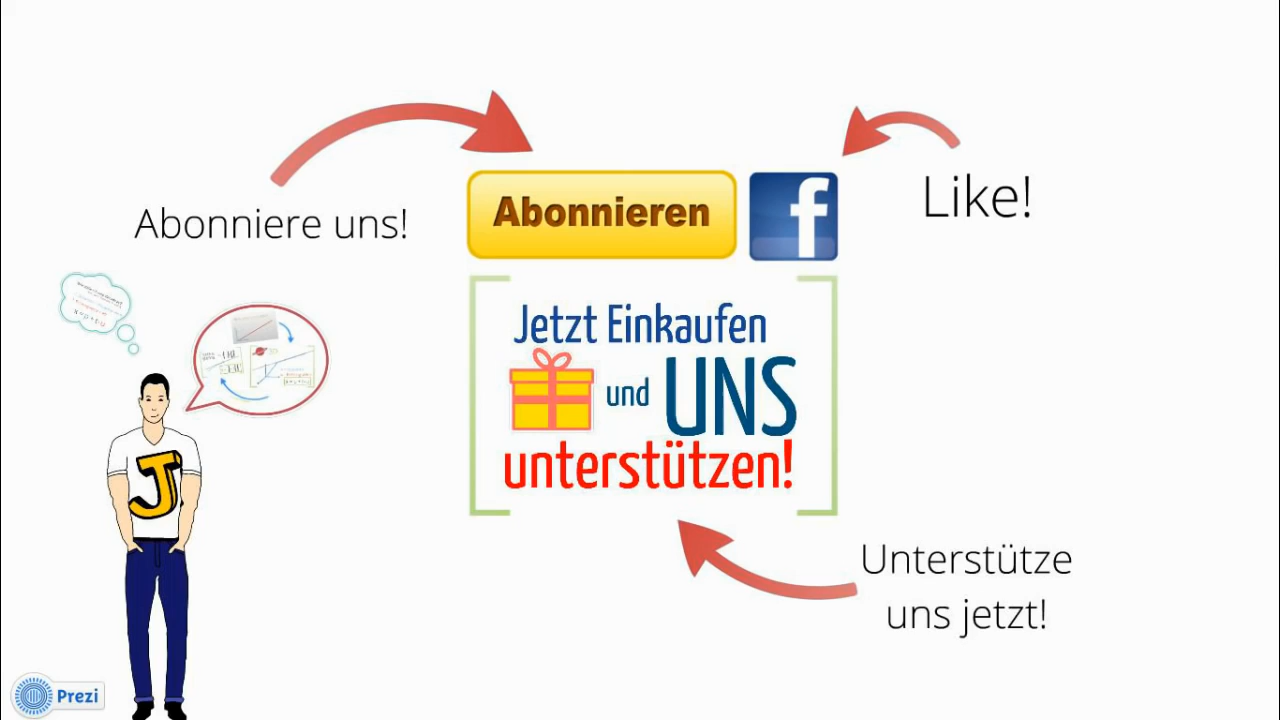 Abonniere uns!
Abonnieren
f
Like!
Jetzt Einkaufen
und UNS
unterstützen!
J
Unterstütze
uns jetzt!
Prezi